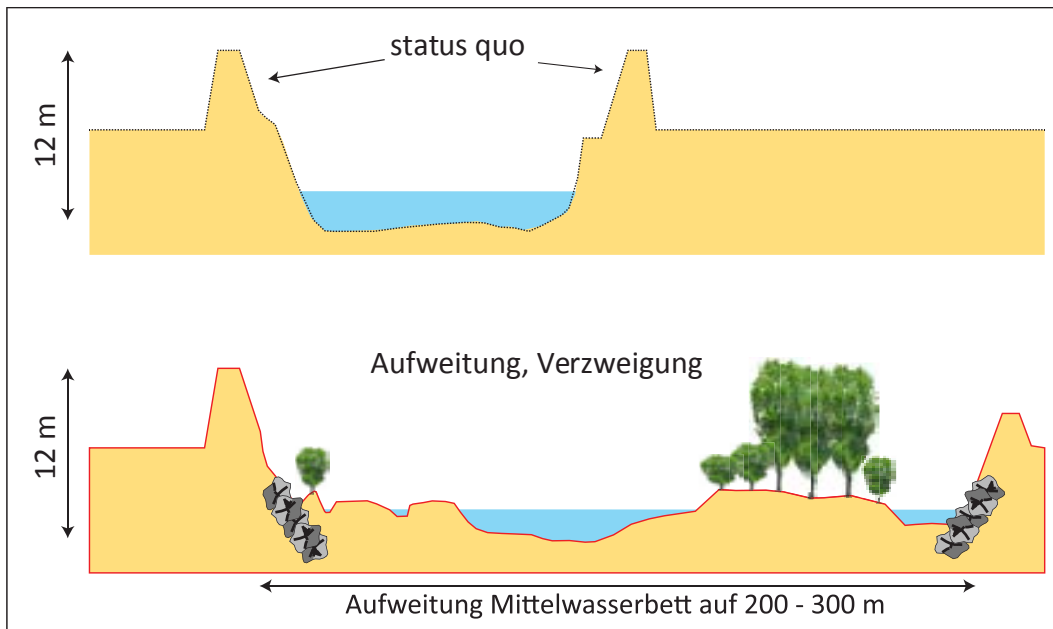 status quo
12 m
Aufweitung, Verzweigung
12 m
Aufweitung Mittelwasserbett auf 200 - 300 m